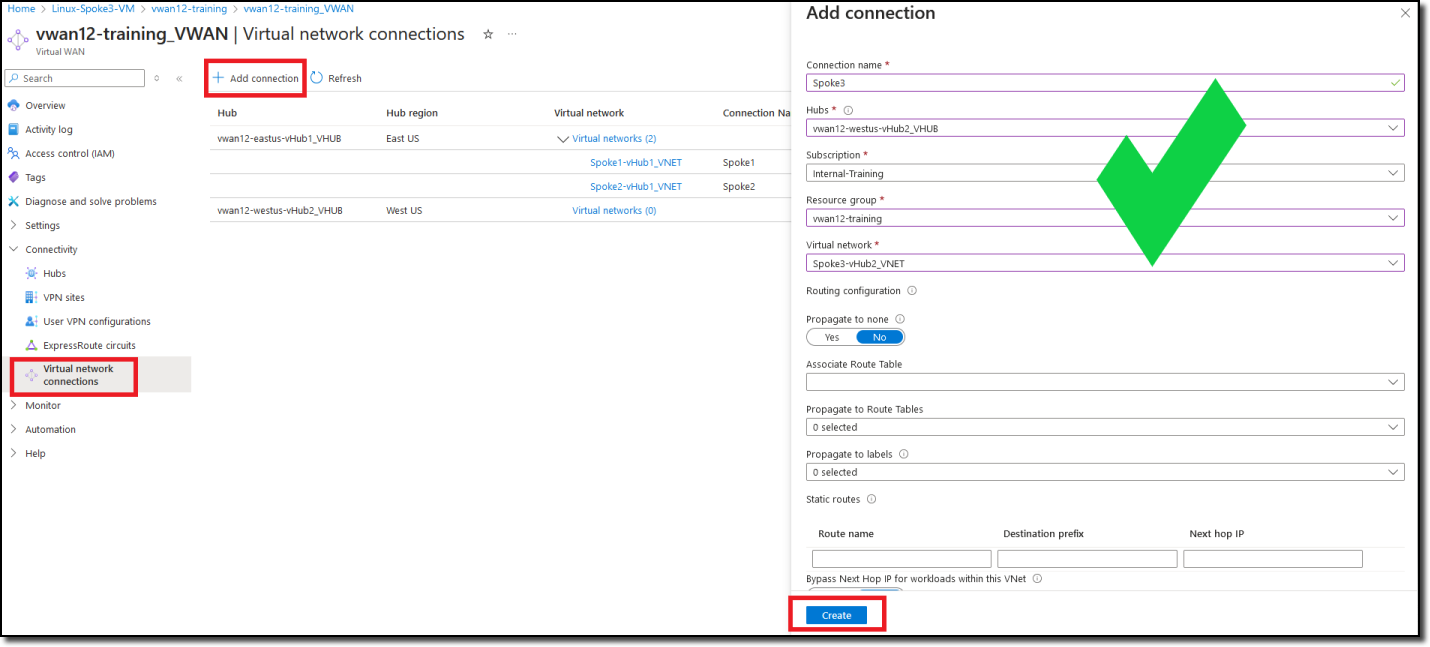 Home > Linux-Spoke3-VM > vwan12-training > vwan12-training_VWAN
vwan12-training_VWAN | Virtual network connections
Virtual WAN
Search
Add connection
Refresh
Overview
Activity log
Access control (IAM)
Tags
Diagnose and solve problems
Settings
Connectivity
Hubs
VPN sites
User VPN configurations
ExpressRoute circuits
Virtual network
connections
Monitor
Automation
Help
Hub Hub region Virtual network Connection Na
vwan12-eastus-vHub1_VHUB East US Virtual networks (2)
Spoke1-vHub1_VNET Spoke1
Spoke2-vHub1_VNET Spoke2
vwan12-westus-vHub2_VHUB West US Virtual networks (0)
Add connection
Connection name *
Spoke3
Hubs *
vwan12-westus-vHub2_VHUB
Subscription *
Internal-Training
Resource group *
vwan12-training
Virtual network *
Spoke3-vHub2_VNET
Routing configuration
Propagate to none
Yes No
Associate Route Table
Propagate to Route Tables
0 selected
Propagate to labels
0 selected
Static routes
Route name Destination prefix Next hop IP
Bypass Next Hop IP for workloads within this VNet
Create